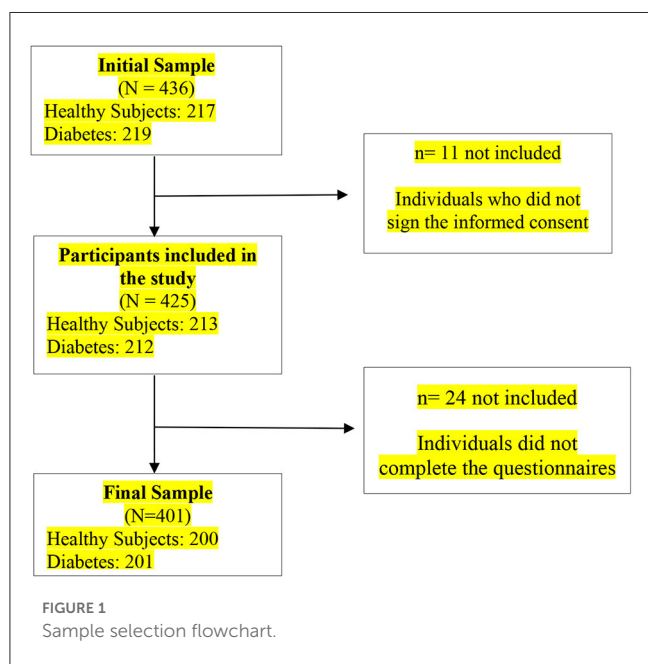 Initial Sample
(N = 436)
Healthy Subjects: 217
Diabetes: 219
n= 11 not included
Individuals who did not
sign the informed consent
Participants included in
the study
(N = 425)
Healthy Subjects: 213
Diabetes: 212
n= 24 not included
Individuals did not
complete the questionnaires
Final Sample
(N=401)
Healthy Subjects: 200
Diabetes: 201
FIGURE 1
Sample selection flowchart.